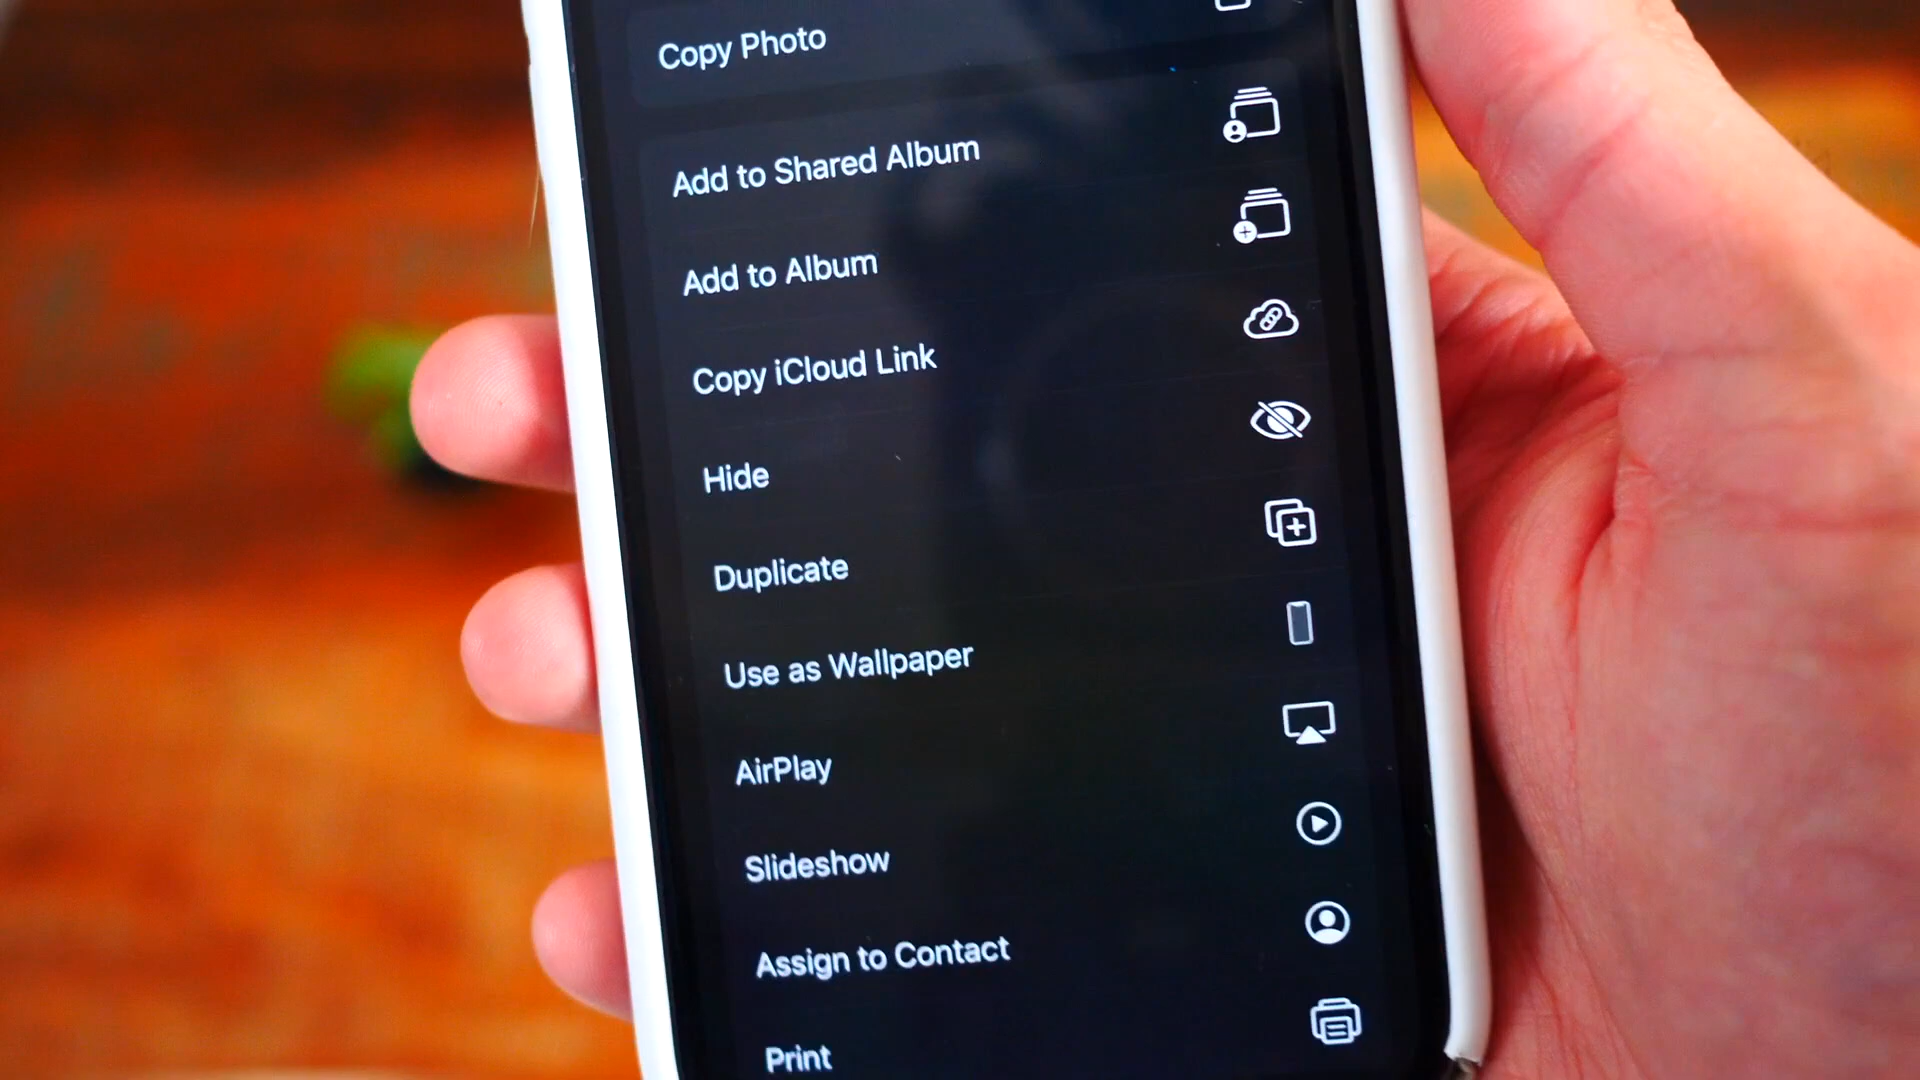 Copy Photo
Add to Shared Album
Add to Album
Copy iCloud Link
Hide
Duplicate
Use as Wallpaper
AirPlay
Slideshow
Assign to Contact
Print